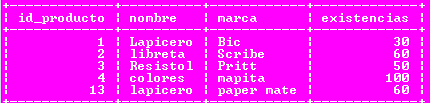 id_producto | nombre | marca | existencias
1 | Lapicero | Bic | 30
2 | libreta | Scribe | 60
3 | Resistol | Pritt | 50
4 | colores | mapita | 100
13 | lapicero | paper mate | 60